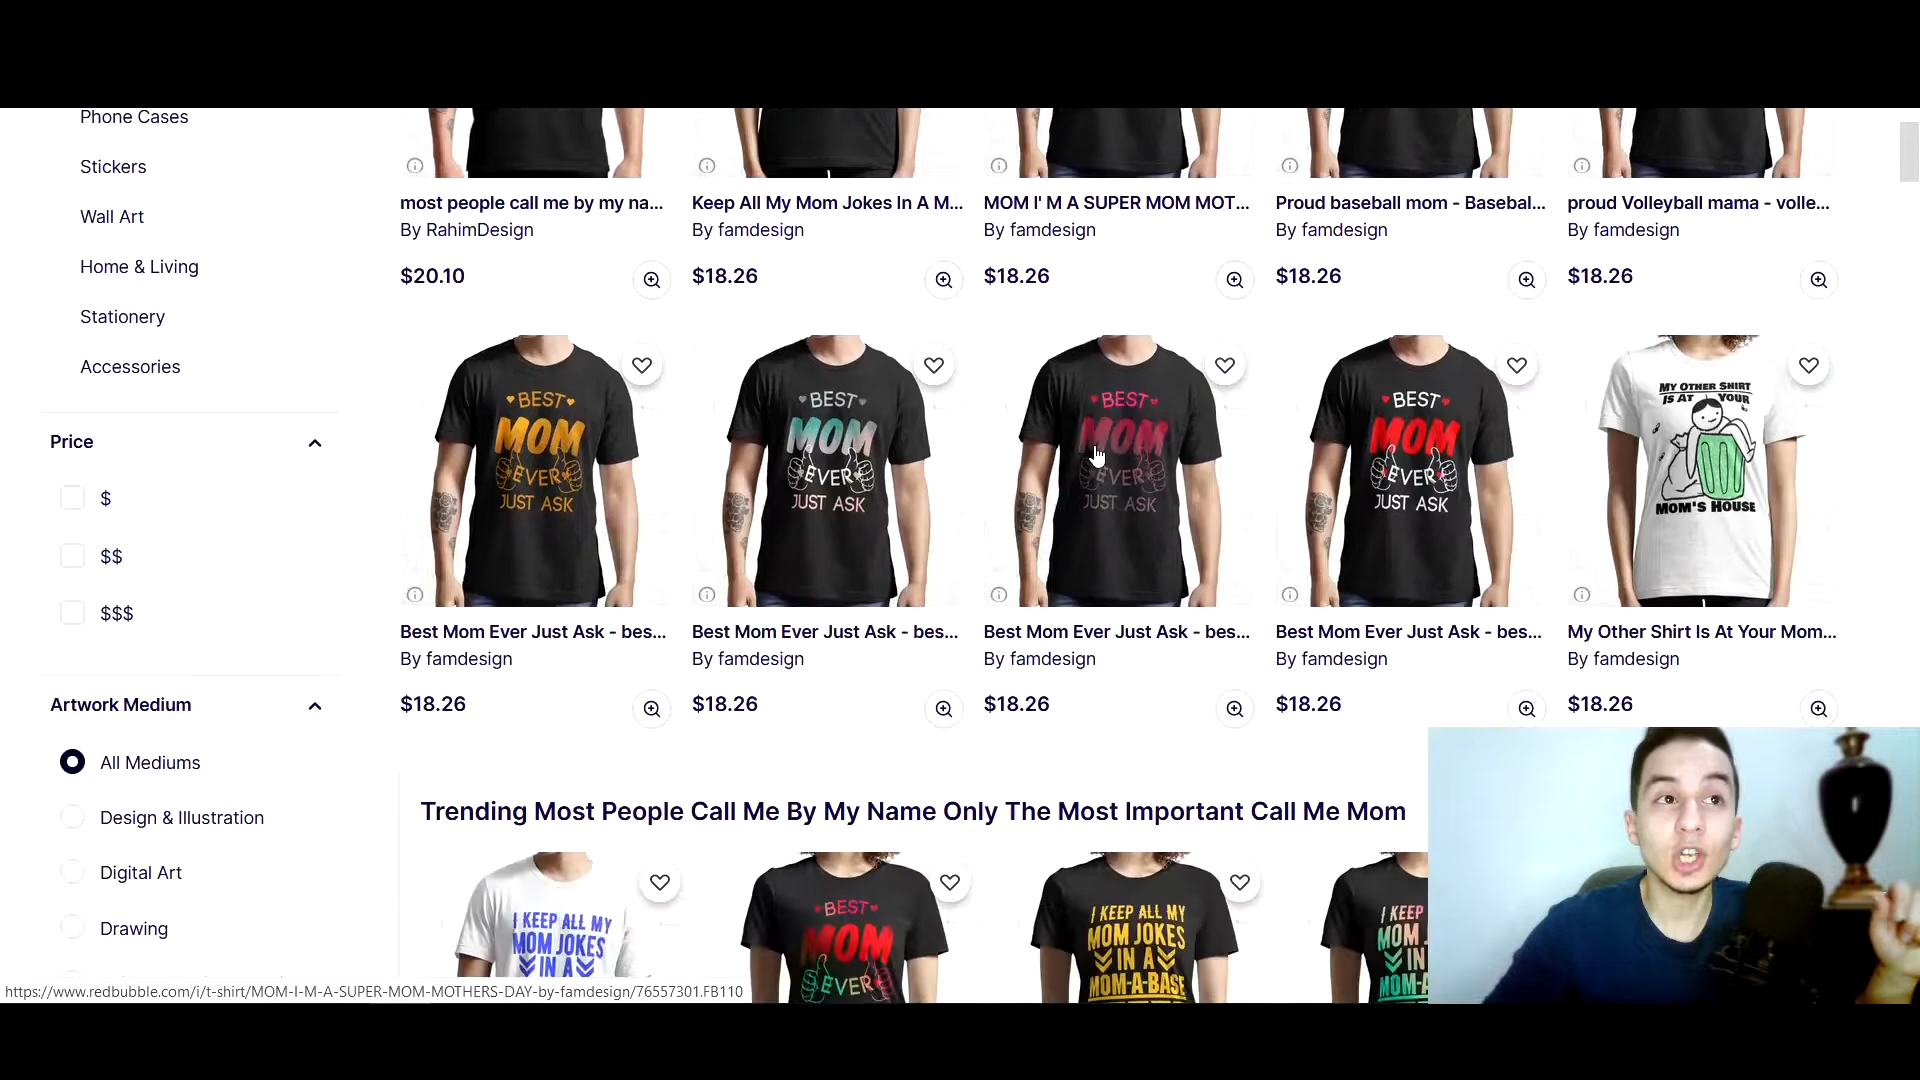 Phone Cases
Stickers
Wall Art
Home & Living
Stationery
Accessories
Price
$
$$
$$$
Artwork Medium
All Mediums
Design & Illustration
Digital Art
Drawing
most people call me by my na...
By RahimDesign
$20.10
Keep All My Mom Jokes In A M...
By famdesign
$18.26
MOM I' M A SUPER MOM MOT...
By famdesign
$18.26
Proud baseball mom - Basebal...
By famdesign
$18.26
proud Volleyball mama - volle...
By famdesign
$18.26
BEST
MOM
EVER
JUST ASK
Best Mom Ever Just Ask - bes...
By famdesign
$18.26
BEST
MOM
EVER
JUST ASK
Best Mom Ever Just Ask - bes...
By famdesign
$18.26
BEST
MOM
EVER
JUST ASK
Best Mom Ever Just Ask - bes...
By famdesign
$18.26
BEST
MOM
EVER
JUST ASK
Best Mom Ever Just Ask - bes...
By famdesign
$18.26
MY OTHER SHIRT
IS AT YOUR
MOM'S HOUSE
My Other Shirt Is At Your Mom...
By famdesign
$18.26
Trending Most People Call Me By My Name Only The Most Important Call Me Mom
I KEEP ALL MY
MOM JOKES
IN A
BEST
MOM
EVER
I KEEP ALL MY
MOM JOKES
IN A
MOM-A-BASE
I KEEP
MOM
IN
MOM-A
https://www.redbubble.com/i/t-shirt/MOM-I-M-A-SUPER-MOM-MOTHERS-DAY-by-famdesign/76557301.FB110